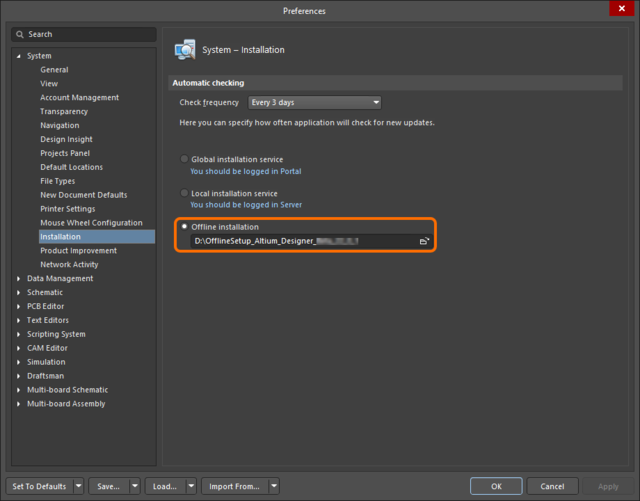 Preferences
Search
System
General
View
Account Management
Transparency
Navigation
Design Insight
Projects Panel
Default Locations
File Types
New Document Defaults
Printer Settings
Mouse Wheel Configuration
Installation
Product Improvement
Network Activity
Data Management
Schematic
PCB Editor
Text Editors
Scripting System
CAM Editor
Simulation
Draftsman
Multi-board Schematic
Multi-board Assembly
System – Installation
Automatic checking
Check frequency Every 3 days
Here you can specify how often application will check for new updates.
Global installation service
You should be logged in Portal
Local installation service
You should be logged in Server
Offline installation
D:\OfflineSetup_Altium_Designer_
Set To Defaults Save... Load... Import From... OK Cancel Apply